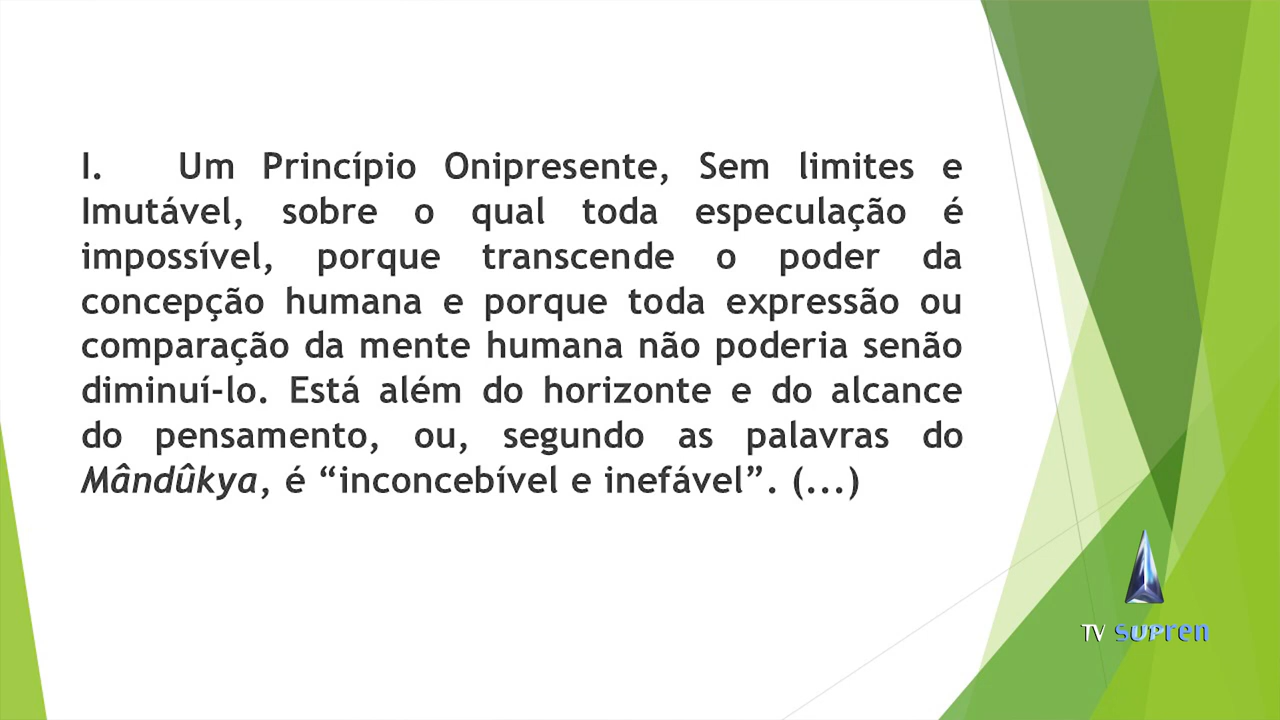 I. Um Princípio Onipresente, Sem limites e
Imutável, sobre o qual toda especulação é
impossível, porque transcende o poder da
concepção humana e porque toda expressão ou
comparação da mente humana não poderia senão
diminuí-lo. Está além do horizonte e do alcance
do pensamento, ou, segundo as palavras do
Mândûkya, é “inconcebível e inefável”. (...)
TV SUPREN